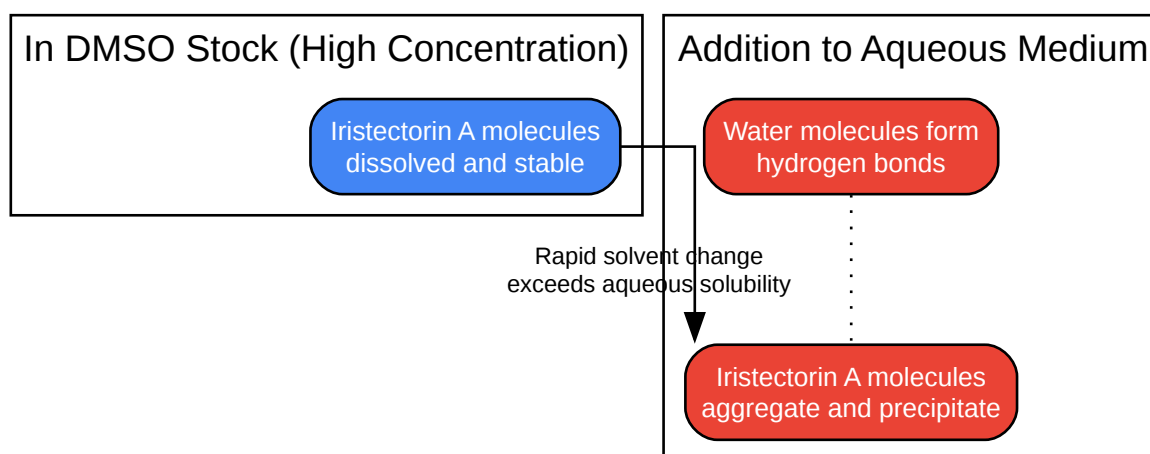 In DMSO Stock (High Concentration)
Iristectorin A molecules
dissolved and stable
Addition to Aqueous Medium
Water molecules form
hydrogen bonds
Rapid solvent change
exceeds aqueous solubility
Iristectorin A molecules
aggregate and precipitate